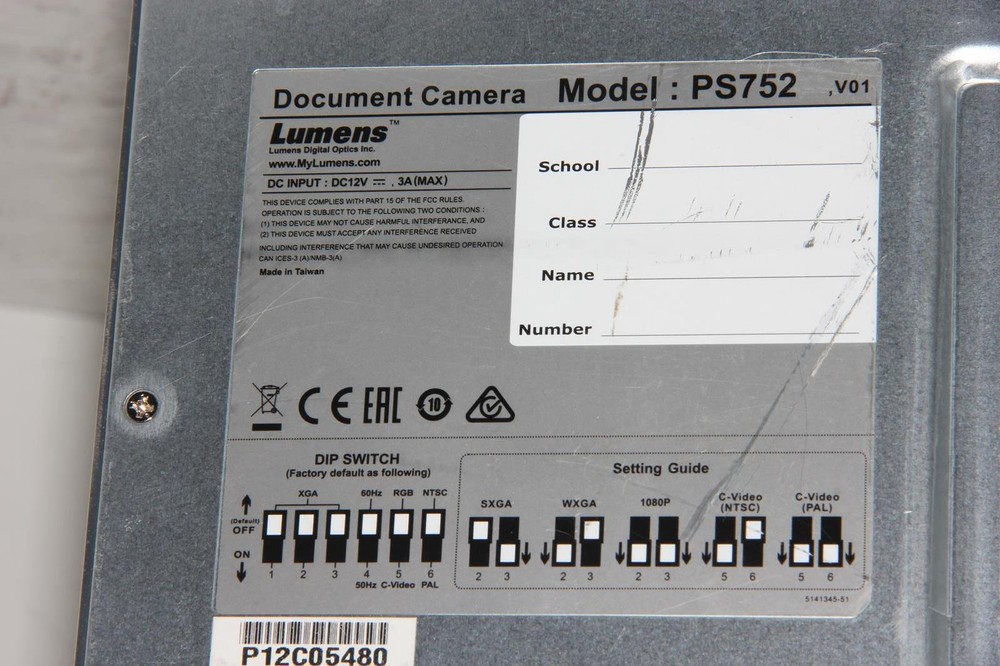 Document Camera Model : PS752 ,V01
Lumens™
Lumens Digital Optics Inc.
www.MyLumens.com
DC INPUT : DC12V ⎓ , 3A(MAX)
THIS DEVICE COMPLIES WITH PART 15 OF THE FCC RULES.
OPERATION IS SUBJECT TO THE FOLLOWING TWO CONDITIONS :
(1) THIS DEVICE MAY NOT CAUSE HARMFUL INTERFERANCE, AND
(2) THIS DEVICE MUST ACCEPT ANY INTERFERENCE RECEIVED
INCLUDING INTERFERENCE THAT MAY CAUSE UNDESIRED OPERATION
CAN ICES-3 (A)/NMB-3(A)
Made in Taiwan
School
Class
Name
Number
CE EAC 10
DIP SWITCH
(Factory default as following)
XGA 60Hz RGB NTSC
(Default)
OFF
ON
1 2 3 4 5 6
50Hz C-Video PAL
Setting Guide
SXGA WXGA 1080P C-Video (NTSC) C-Video (PAL)
2 3 2 3 2 3 5 6 5 6
5141345-51
P12C05480